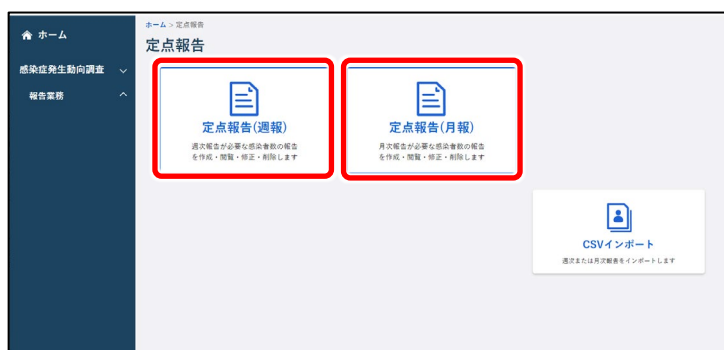 ホーム
感染症発生動向調査
報告業務
ホーム > 定点報告
定点報告
定点報告(週報)
週次報告が必要な感染者数の報告
を作成・閲覧・修正・削除します
定点報告(月報)
月次報告が必要な感染者数の報告
を作成・閲覧・修正・削除します
CSVインポート
週次または月次報告をインポートします